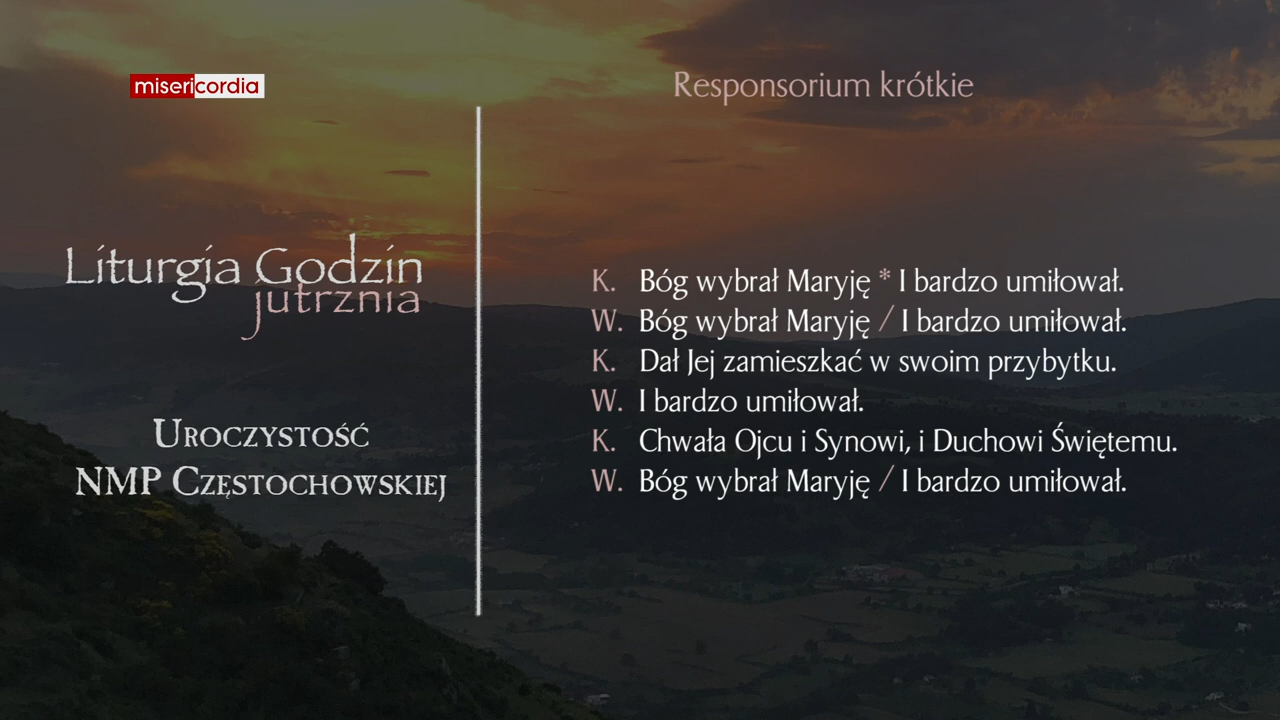 misericordia
Liturgia Godzin
jutrznia
Uroczystość
NMP Częstochowskiej
Responsorium krótkie
K. Bóg wybrał Maryję * I bardzo umiłował.
W. Bóg wybrał Maryję / I bardzo umiłował.
K. Dał Jej zamieszkać w swoim przybytku.
W. I bardzo umiłował.
K. Chwała Ojcu i Synowi, i Duchowi Świętemu.
W. Bóg wybrał Maryję / I bardzo umiłował.